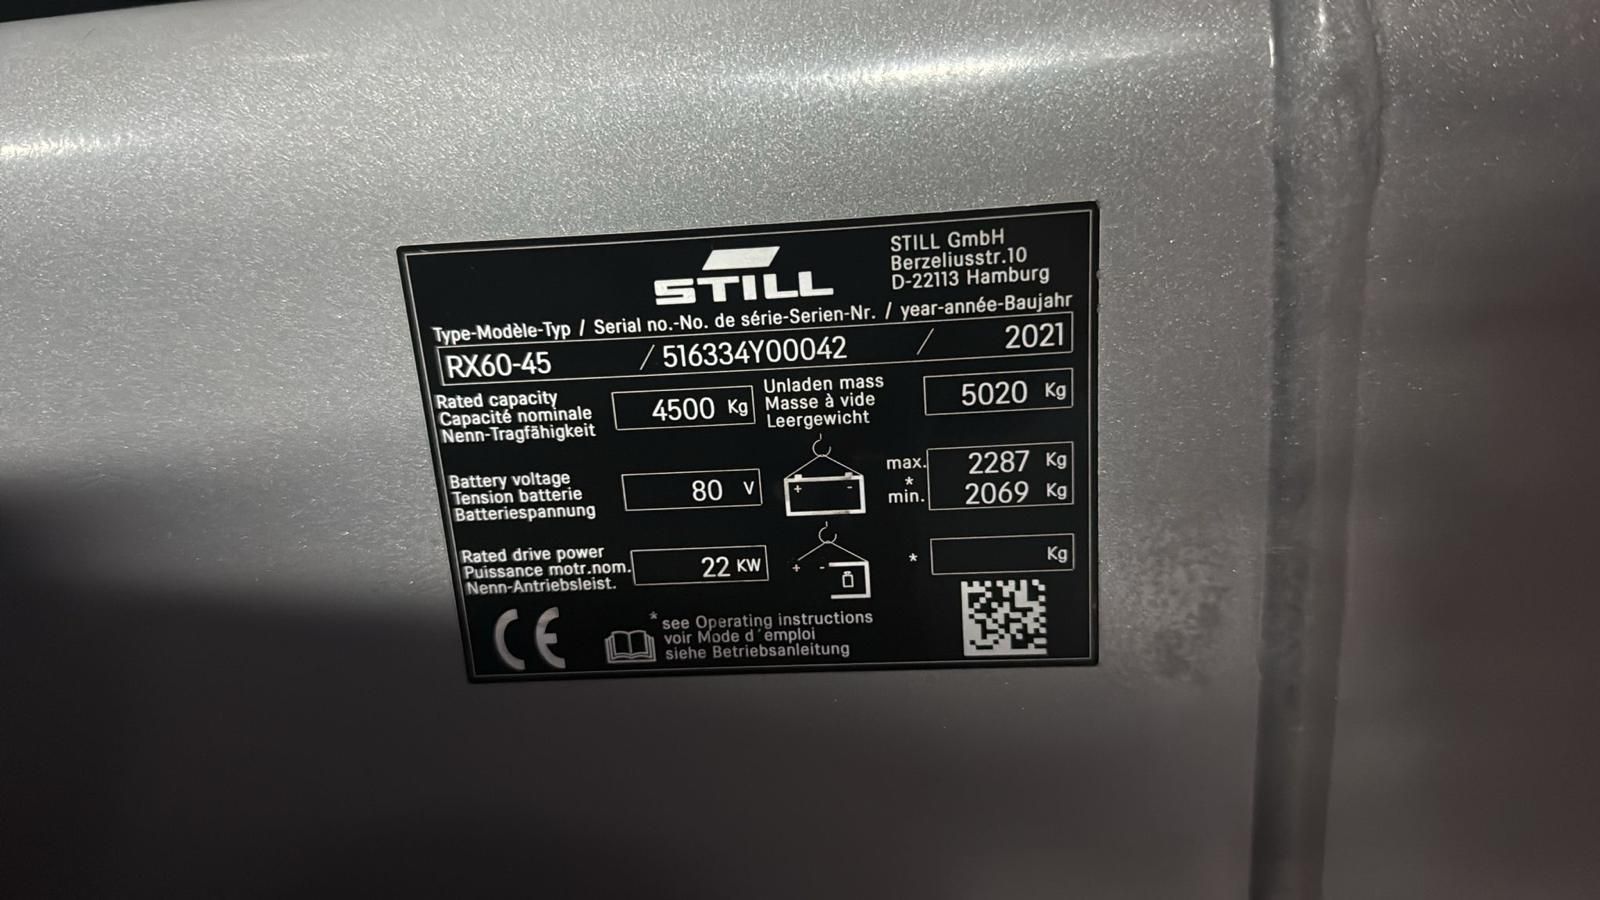 STILL
STILL GmbH
Berzeliusstr.10
D-22113 Hamburg
Type-Modèle-Typ / Serial no.-No. de série-Serien-Nr. / year-année-Baujahr
RX60-45 / 516334Y00042 / 2021
Rated capacity
Capacité nominale
Nenn-Tragfähigkeit
4500 Kg
Unladen mass
Masse à vide
Leergewicht
5020 Kg
Battery voltage
Tension batterie
Batteriespannung
80 V
+ -
max. 2287 Kg
*
min. 2069 Kg
Rated drive power
Puissance motr.nom.
Nenn-Antriebsleist.
22 KW
+ -
* Kg
CE
* see Operating instructions
voir Mode d´emploi
siehe Betriebsanleitung